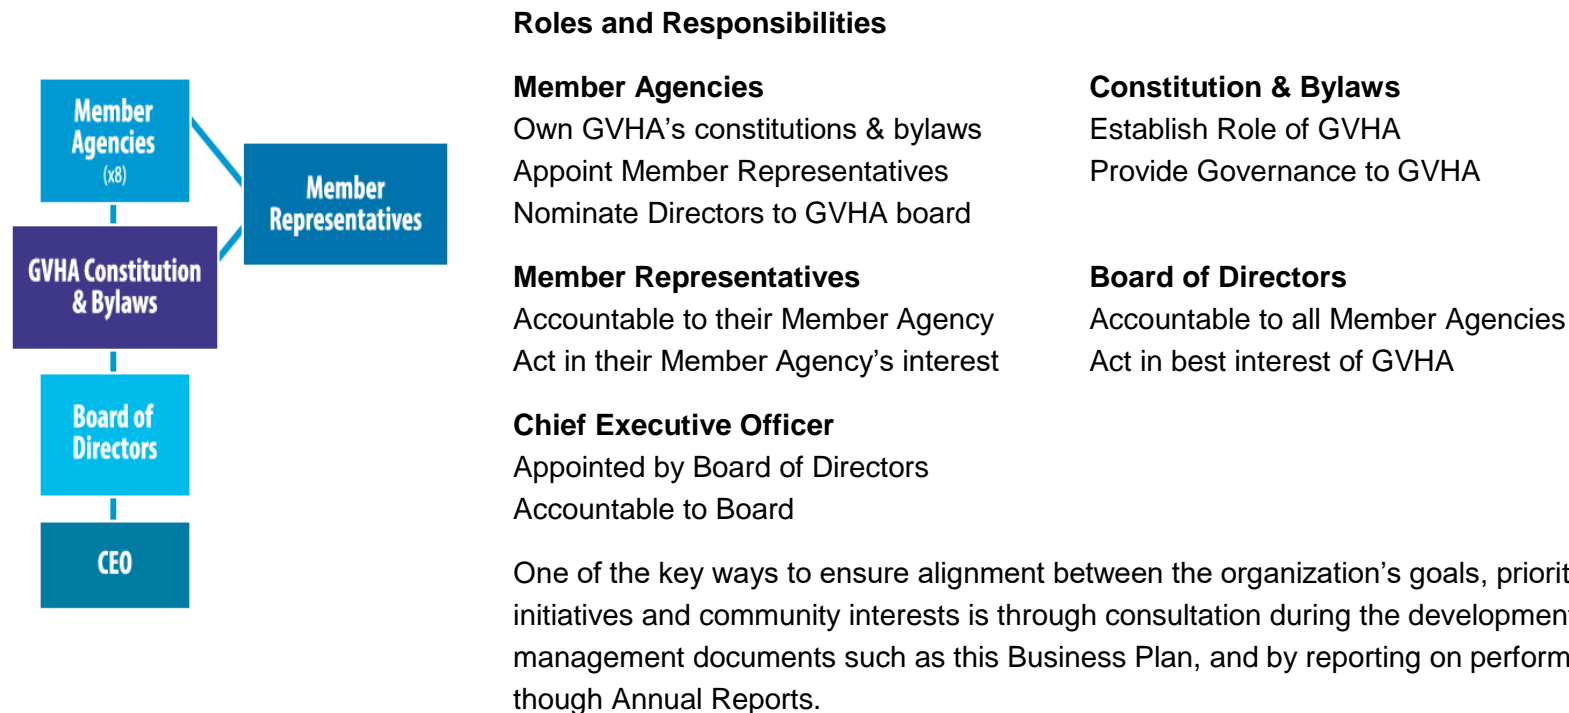 Member
Agencies
(x8)
Member
Representatives
GVHA Constitution
& Bylaws
Board of
Directors
CEO
Roles and Responsibilities
Member Agencies
Own GVHA’s constitutions & bylaws
Appoint Member Representatives
Nominate Directors to GVHA board
Constitution & Bylaws
Establish Role of GVHA
Provide Governance to GVHA
Member Representatives
Accountable to their Member Agency
Act in their Member Agency’s interest
Board of Directors
Accountable to all Member Agencies
Act in best interest of GVHA
Chief Executive Officer
Appointed by Board of Directors
Accountable to Board
One of the key ways to ensure alignment between the organization’s goals, priorit
initiatives and community interests is through consultation during the development
management documents such as this Business Plan, and by reporting on perform
though Annual Reports.